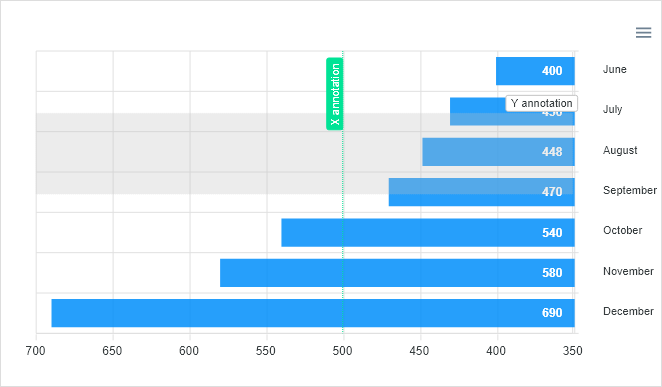 400 June
X annotation
Y annotation
July
448 August
470 September
540 October
580 November
690 December
700 650 600 550 500 450 400 350